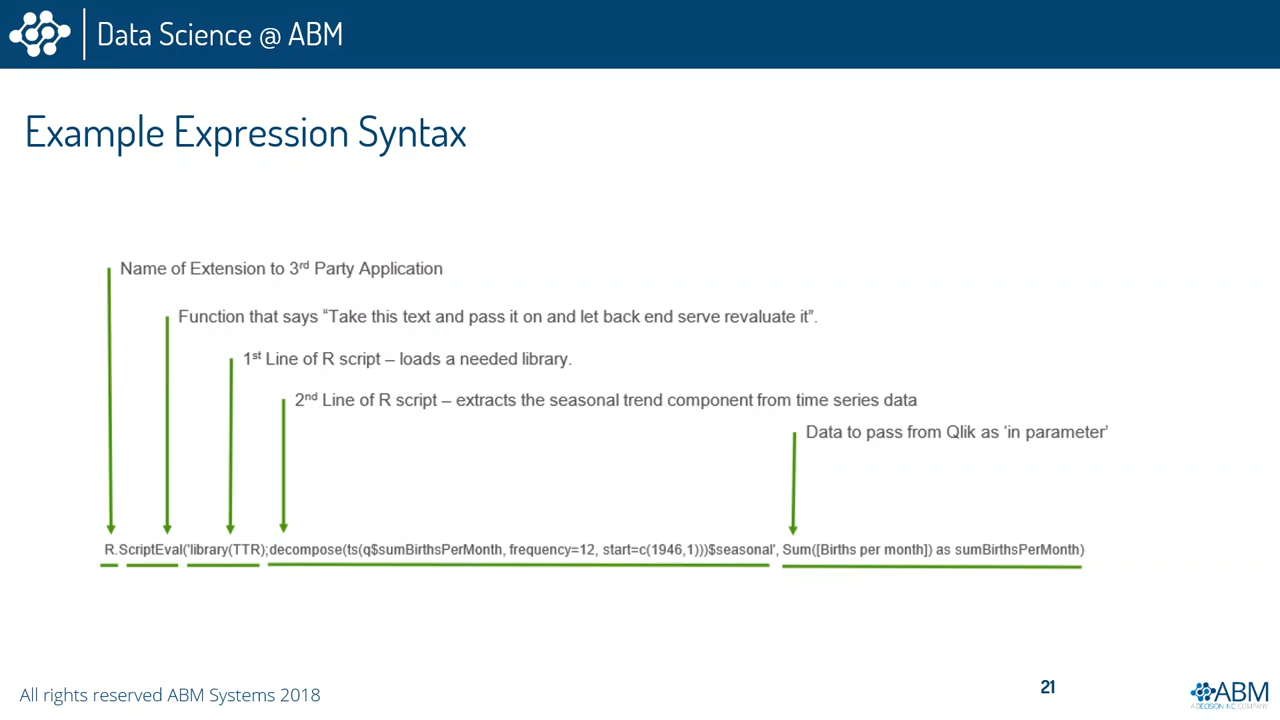 Data Science @ ABM
Example Expression Syntax
Name of Extension to 3rd Party Application
Function that says “Take this text and pass it on and let back end serve revaluate it”.
1st Line of R script – loads a needed library.
2nd Line of R script – extracts the seasonal trend component from time series data
Data to pass from Qlik as ‘in parameter’
R.ScriptEval('library(TTR);decompose(ts(q$sumBirthsPerMonth, frequency=12, start=c(1946,1)))$seasonal', Sum([Births per month]) as sumBirthsPerMonth)
All rights reserved ABM Systems 2018
21
ABM
A DECISION INC COMPANY